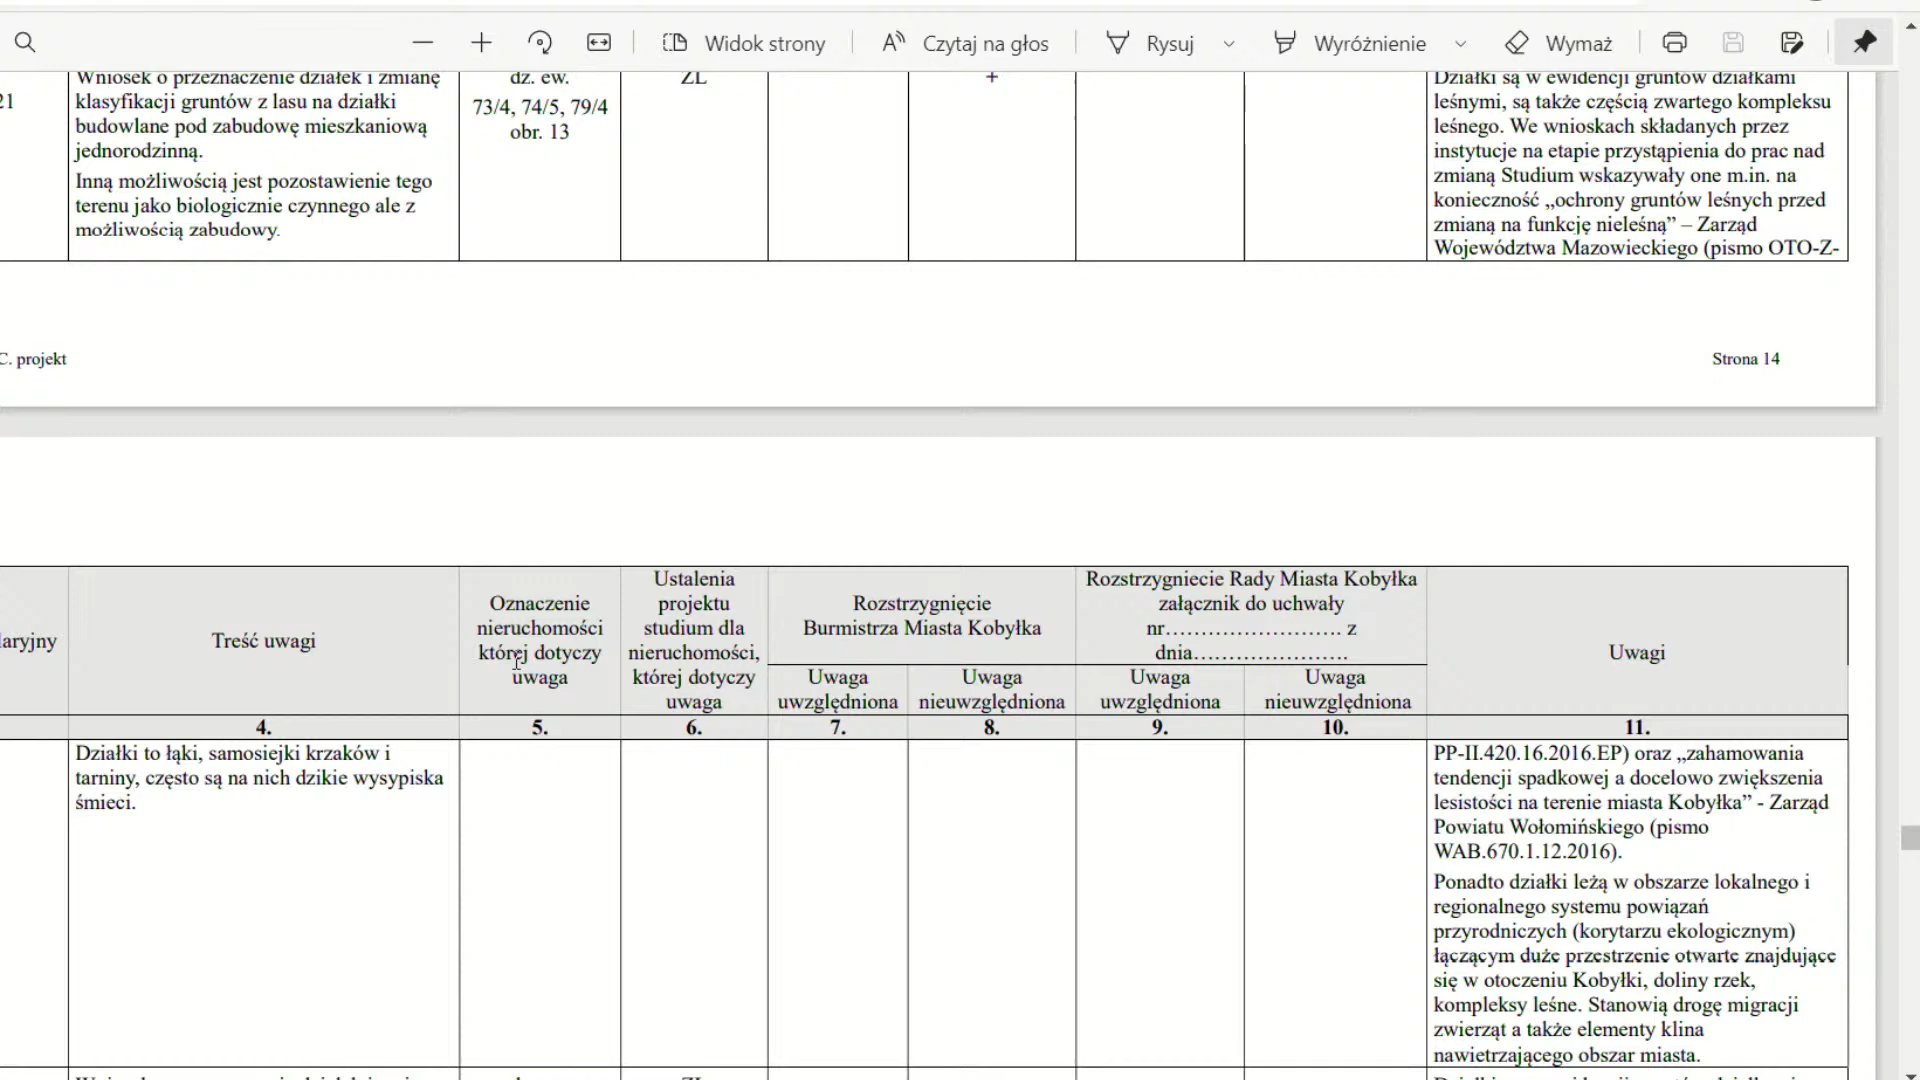 Widok strony
Czytaj na głos
Rysuj
Wyróżnienie
Wymaż
21
Wniosek o przeznaczenie działek i zmianę
klasyfikacji gruntów z lasu na działki
budowlane pod zabudowę mieszkaniową
jednorodzinną.
Inną możliwością jest pozostawienie tego
terenu jako biologicznie czynnego ale z
możliwością zabudowy.
dz. ew.
73/4, 74/5, 79/4
obr. 13
ZL
+
Działki są w ewidencji gruntów działkami
leśnymi, są także częścią zwartego kompleksu
leśnego. We wnioskach składanych przez
instytucje na etapie przystąpienia do prac nad
zmianą Studium wskazywały one m.in. na
konieczność „ochrony gruntów leśnych przed
zmianą na funkcję nieleśną” – Zarząd
Województwa Mazowieckiego (pismo OTO-Z-
C. projekt
Strona 14
laryjny
Treść uwagi
Oznaczenie
nieruchomości
której dotyczy
uwaga
Ustalenia
projektu
studium dla
nieruchomości,
której dotyczy
uwaga
Rozstrzygnięcie
Burmistrza Miasta Kobyłka
Uwaga
uwzględniona
Uwaga
nieuwzględniona
Rozstrzygniecie Rady Miasta Kobyłka
załącznik do uchwały
nr……………………. z
dnia………………….
Uwaga
uwzględniona
Uwaga
nieuwzględniona
Uwagi
4.
5.
6.
7.
8.
9.
10.
11.
Działki to łąki, samosiejki krzaków i
tarniny, często są na nich dzikie wysypiska
śmieci.
PP-II.420.16.2016.EP) oraz „zahamowania
tendencji spadkowej a docelowo zwiększenia
lesistości na terenie miasta Kobyłka” - Zarząd
Powiatu Wołomińskiego (pismo
WAB.670.1.12.2016).
Ponadto działki leżą w obszarze lokalnego i
regionalnego systemu powiązań
przyrodniczych (korytarzu ekologicznym)
łączącym duże przestrzenie otwarte znajdujące
się w otoczeniu Kobyłki, doliny rzek,
kompleksy leśne. Stanowią drogę migracji
zwierząt a także elementy klina
nawietrzającego obszar miasta.
ZL